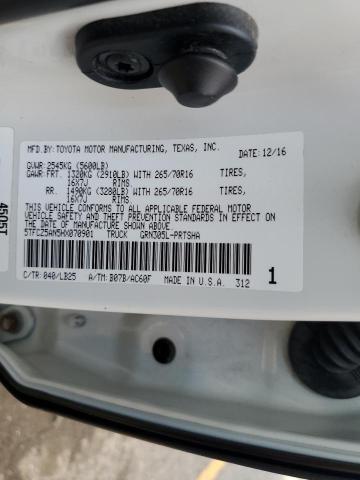 MFD.BY:TOYOTA MOTOR MANUFACTURING, TEXAS, INC.
DATE:12/16
GVWR:2545KG (5600LB)
GAWR:FRT. 1320KG (2910LB) WITH 265/70R16 TIRES,
16X7J RIMS.
RR. 1490KG (3280LB) WITH 265/70R16 TIRES,
16X7J RIMS.
THIS VEHICLE CONFORMS TO ALL APPLICABLE FEDERAL MOTOR
VEHICLE SAFETY AND THEFT PREVENTION STANDARDS IN EFFECT ON
THE DATE OF MANUFACTURE SHOWN ABOVE.
5TFCZ5AN5HX070901 TRUCK GRN305L-PRTSHA
C/TR:040/LB25 A/TM:B07B/AC60F MADE IN U.S.A. 312
1
4505T